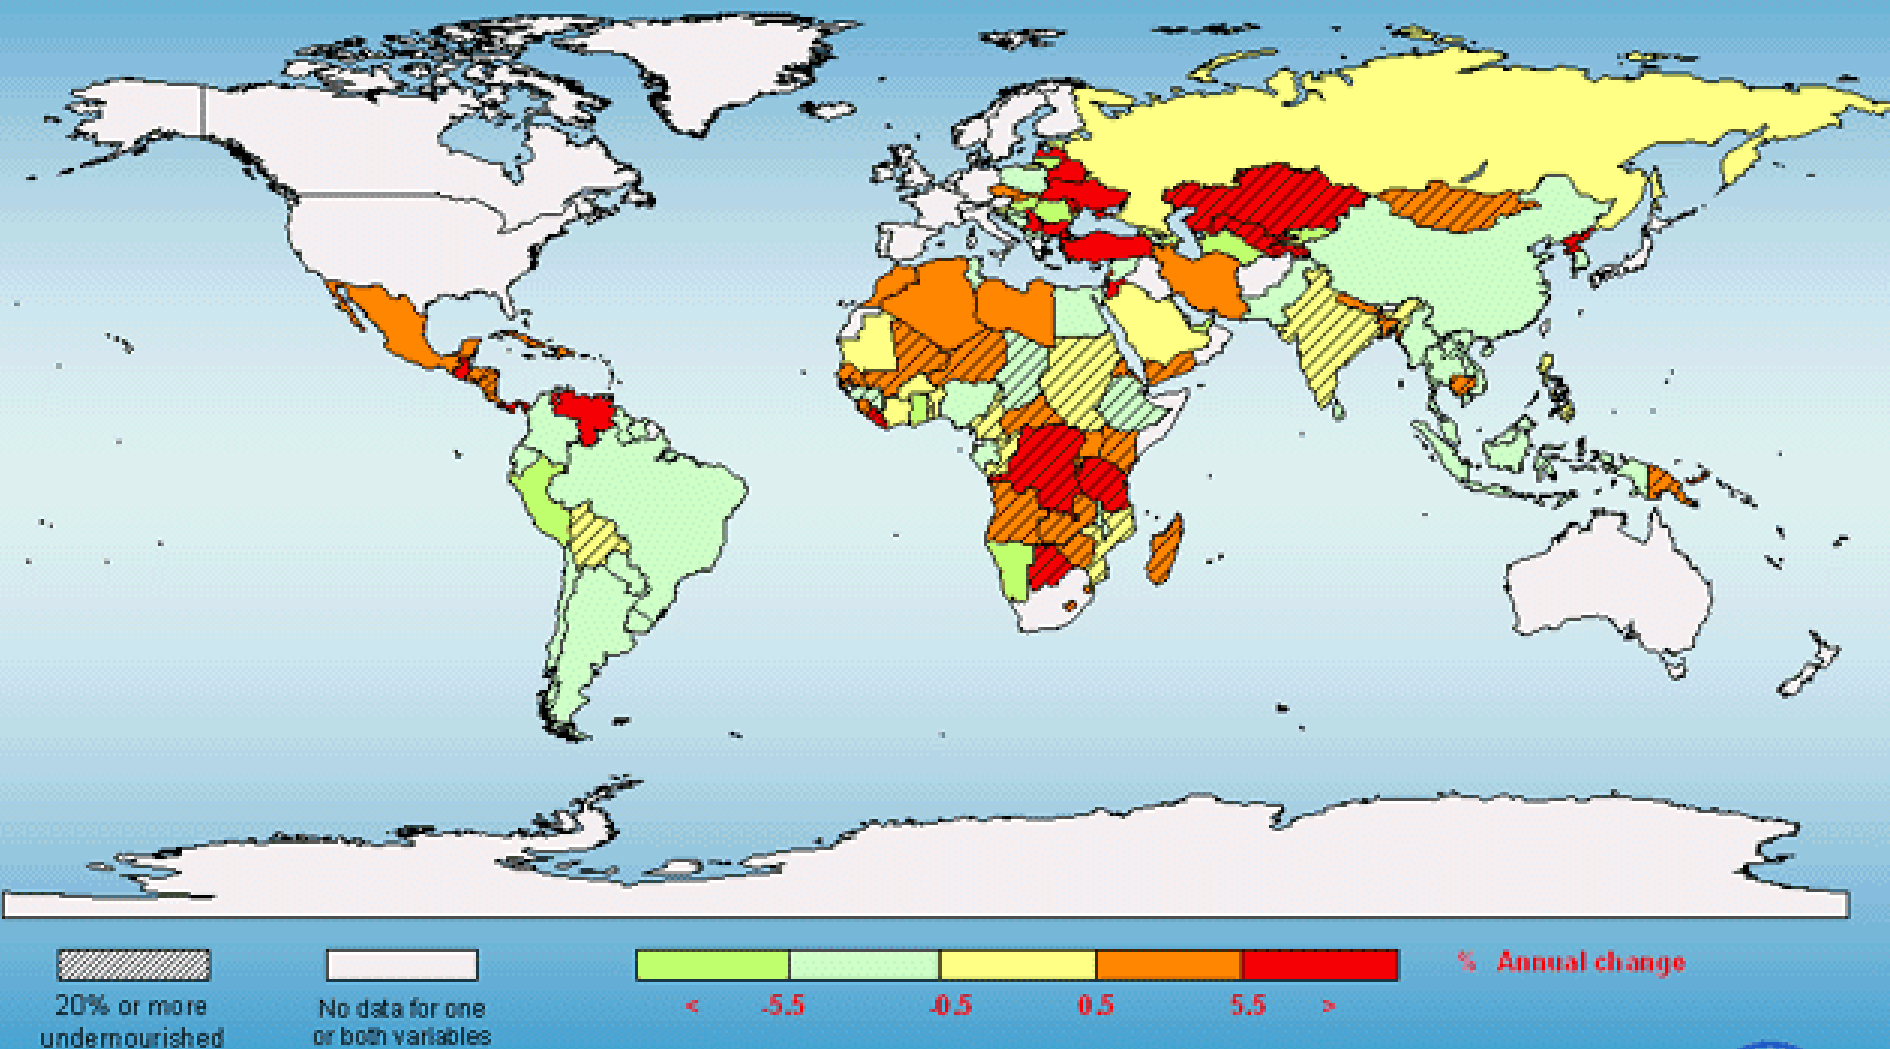 20% or more
undernourished
No data for one
or both variables
< -5.5 -0.5 0.5 5.5 >
% Annual change